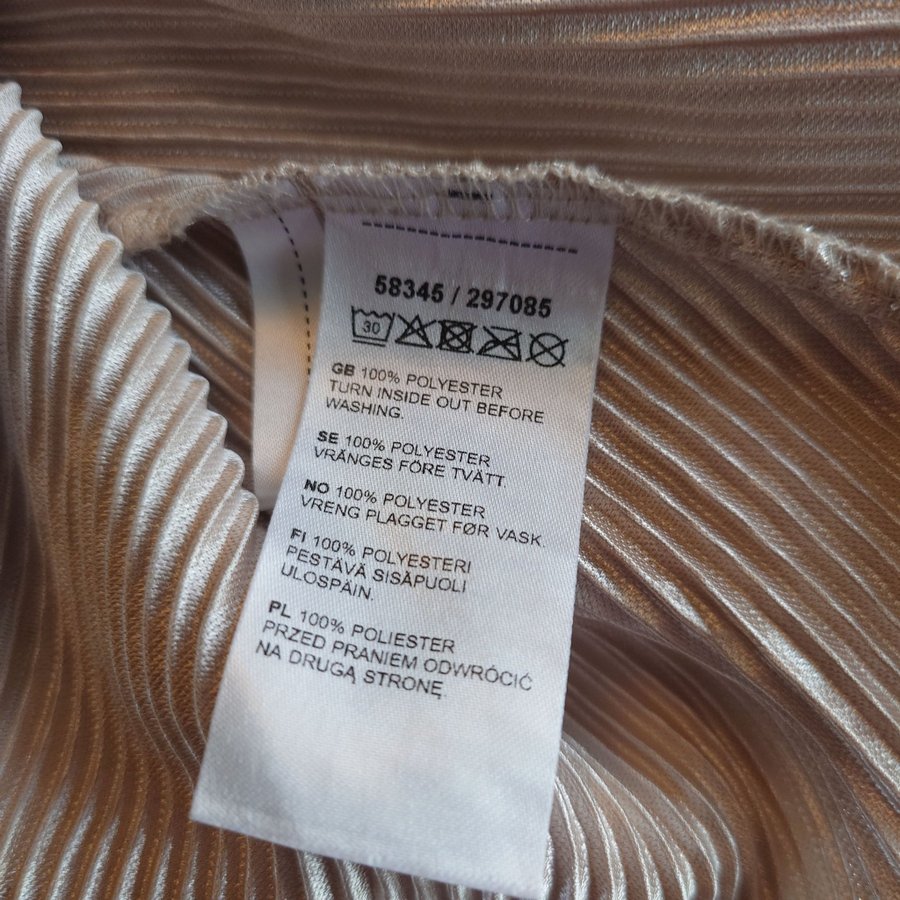 58345 / 297085
30
GB 100% POLYESTER
TURN INSIDE OUT BEFORE
WASHING.
SE 100% POLYESTER
VRÄNGES FÖRE TVÄTT.
NO 100% POLYESTER
VRENG PLAGGET FØR VASK.
FI 100% POLYESTERI
PESTÄVÄ SISÄPUOLI
ULOSPÄIN.
PL 100% POLIESTER
PRZED PRANIEM ODWRÓCIĆ
NA DRUGĄ STRONĘ